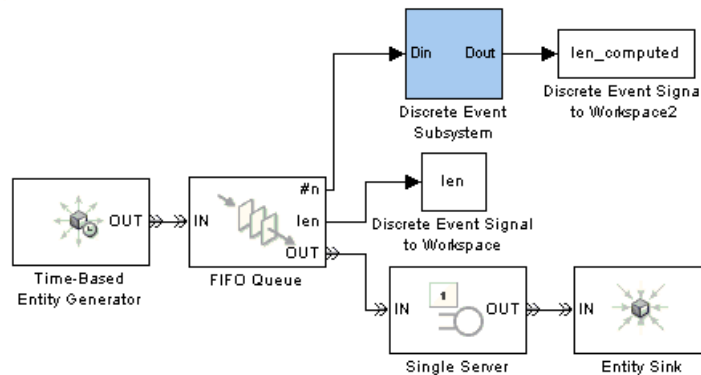 Din Dout
len_computed
Discrete Event
Subsystem
Discrete Event Signal
to Workspace2
OUT
Time-Based
Entity Generator
IN
#n
len
OUT
FIFO Queue
len
Discrete Event Signal
to Workspace
IN
1
OUT
Single Server
IN
Entity Sink